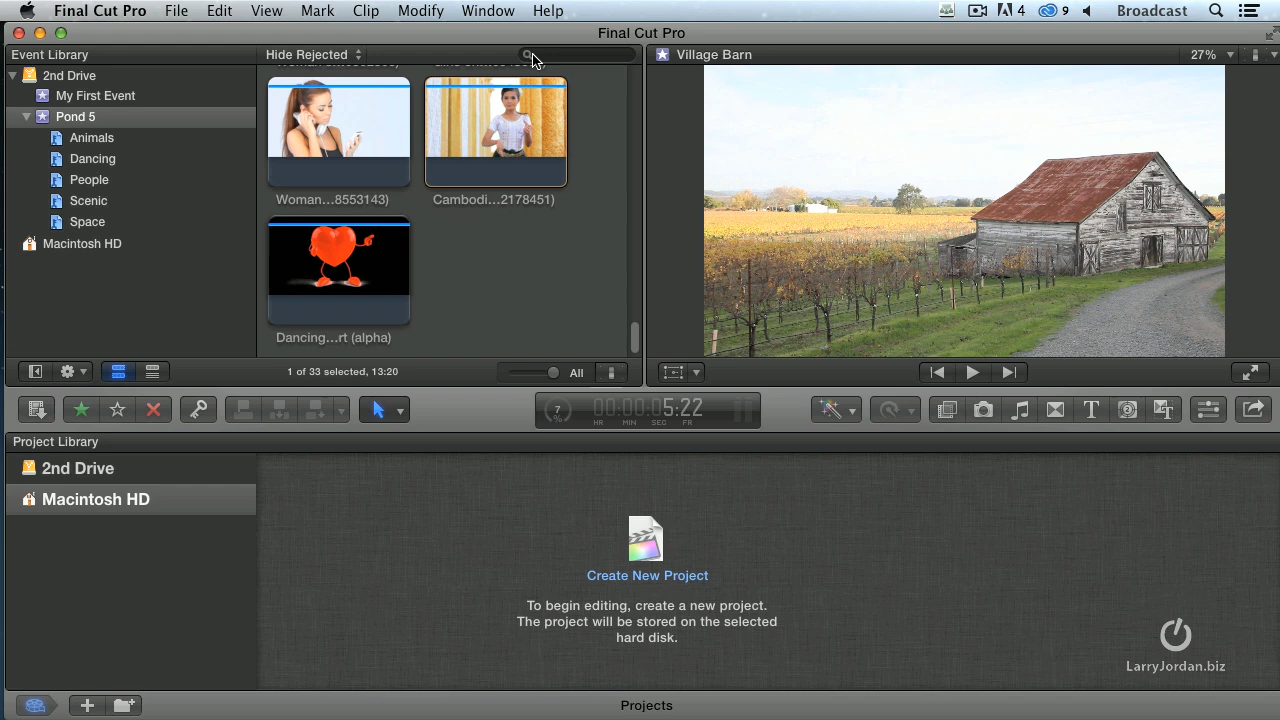 Final Cut Pro File Edit View Mark Clip Modify Window Help 4 9 Broadcast
Final Cut Pro
Event Library Hide Rejected Village Barn 27%
2nd Drive
My First Event
Pond 5
Animals
Dancing
People
Scenic
Space
Macintosh HD
Woman...8553143)
Cambodi...2178451)
Dancing...rt (alpha)
1 of 33 selected, 13:20 All
7 % 00:00:05:22
HR MIN SEC FR
Project Library
2nd Drive
Macintosh HD
Create New Project
To begin editing, create a new project.
The project will be stored on the selected
hard disk.
LarryJordan.biz
Projects